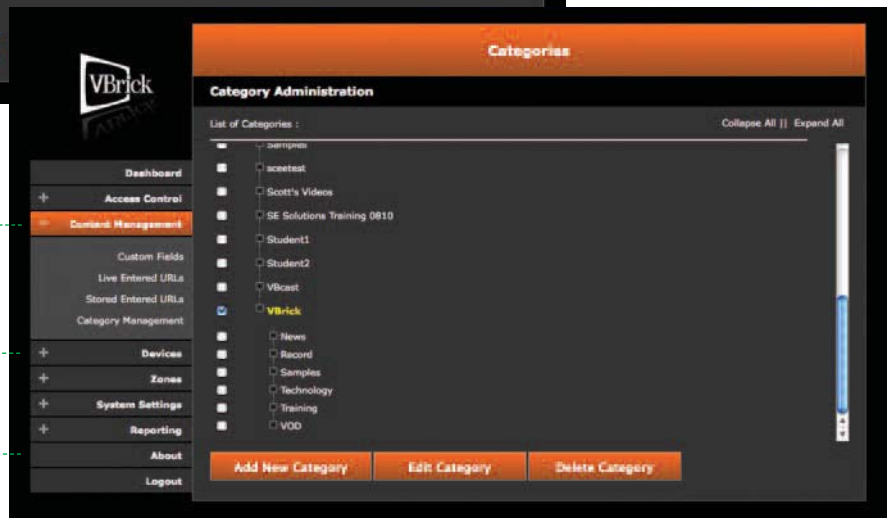 Categories
VBrick
Category Administration
List of Categories :
Collapse All || Expand All
Samples
sceetest
Scott's Videos
SE Solutions Training 0810
Student1
Student2
VBcast
VBrick
News
Record
Samples
Technology
Training
VOD
Dashboard
+ Access Control
- Content Management
Custom Fields
Live Entered URLs
Stored Entered URLs
Category Management
+ Devices
+ Zones
+ System Settings
+ Reporting
About
Logout
Add New Category
Edit Category
Delete Category